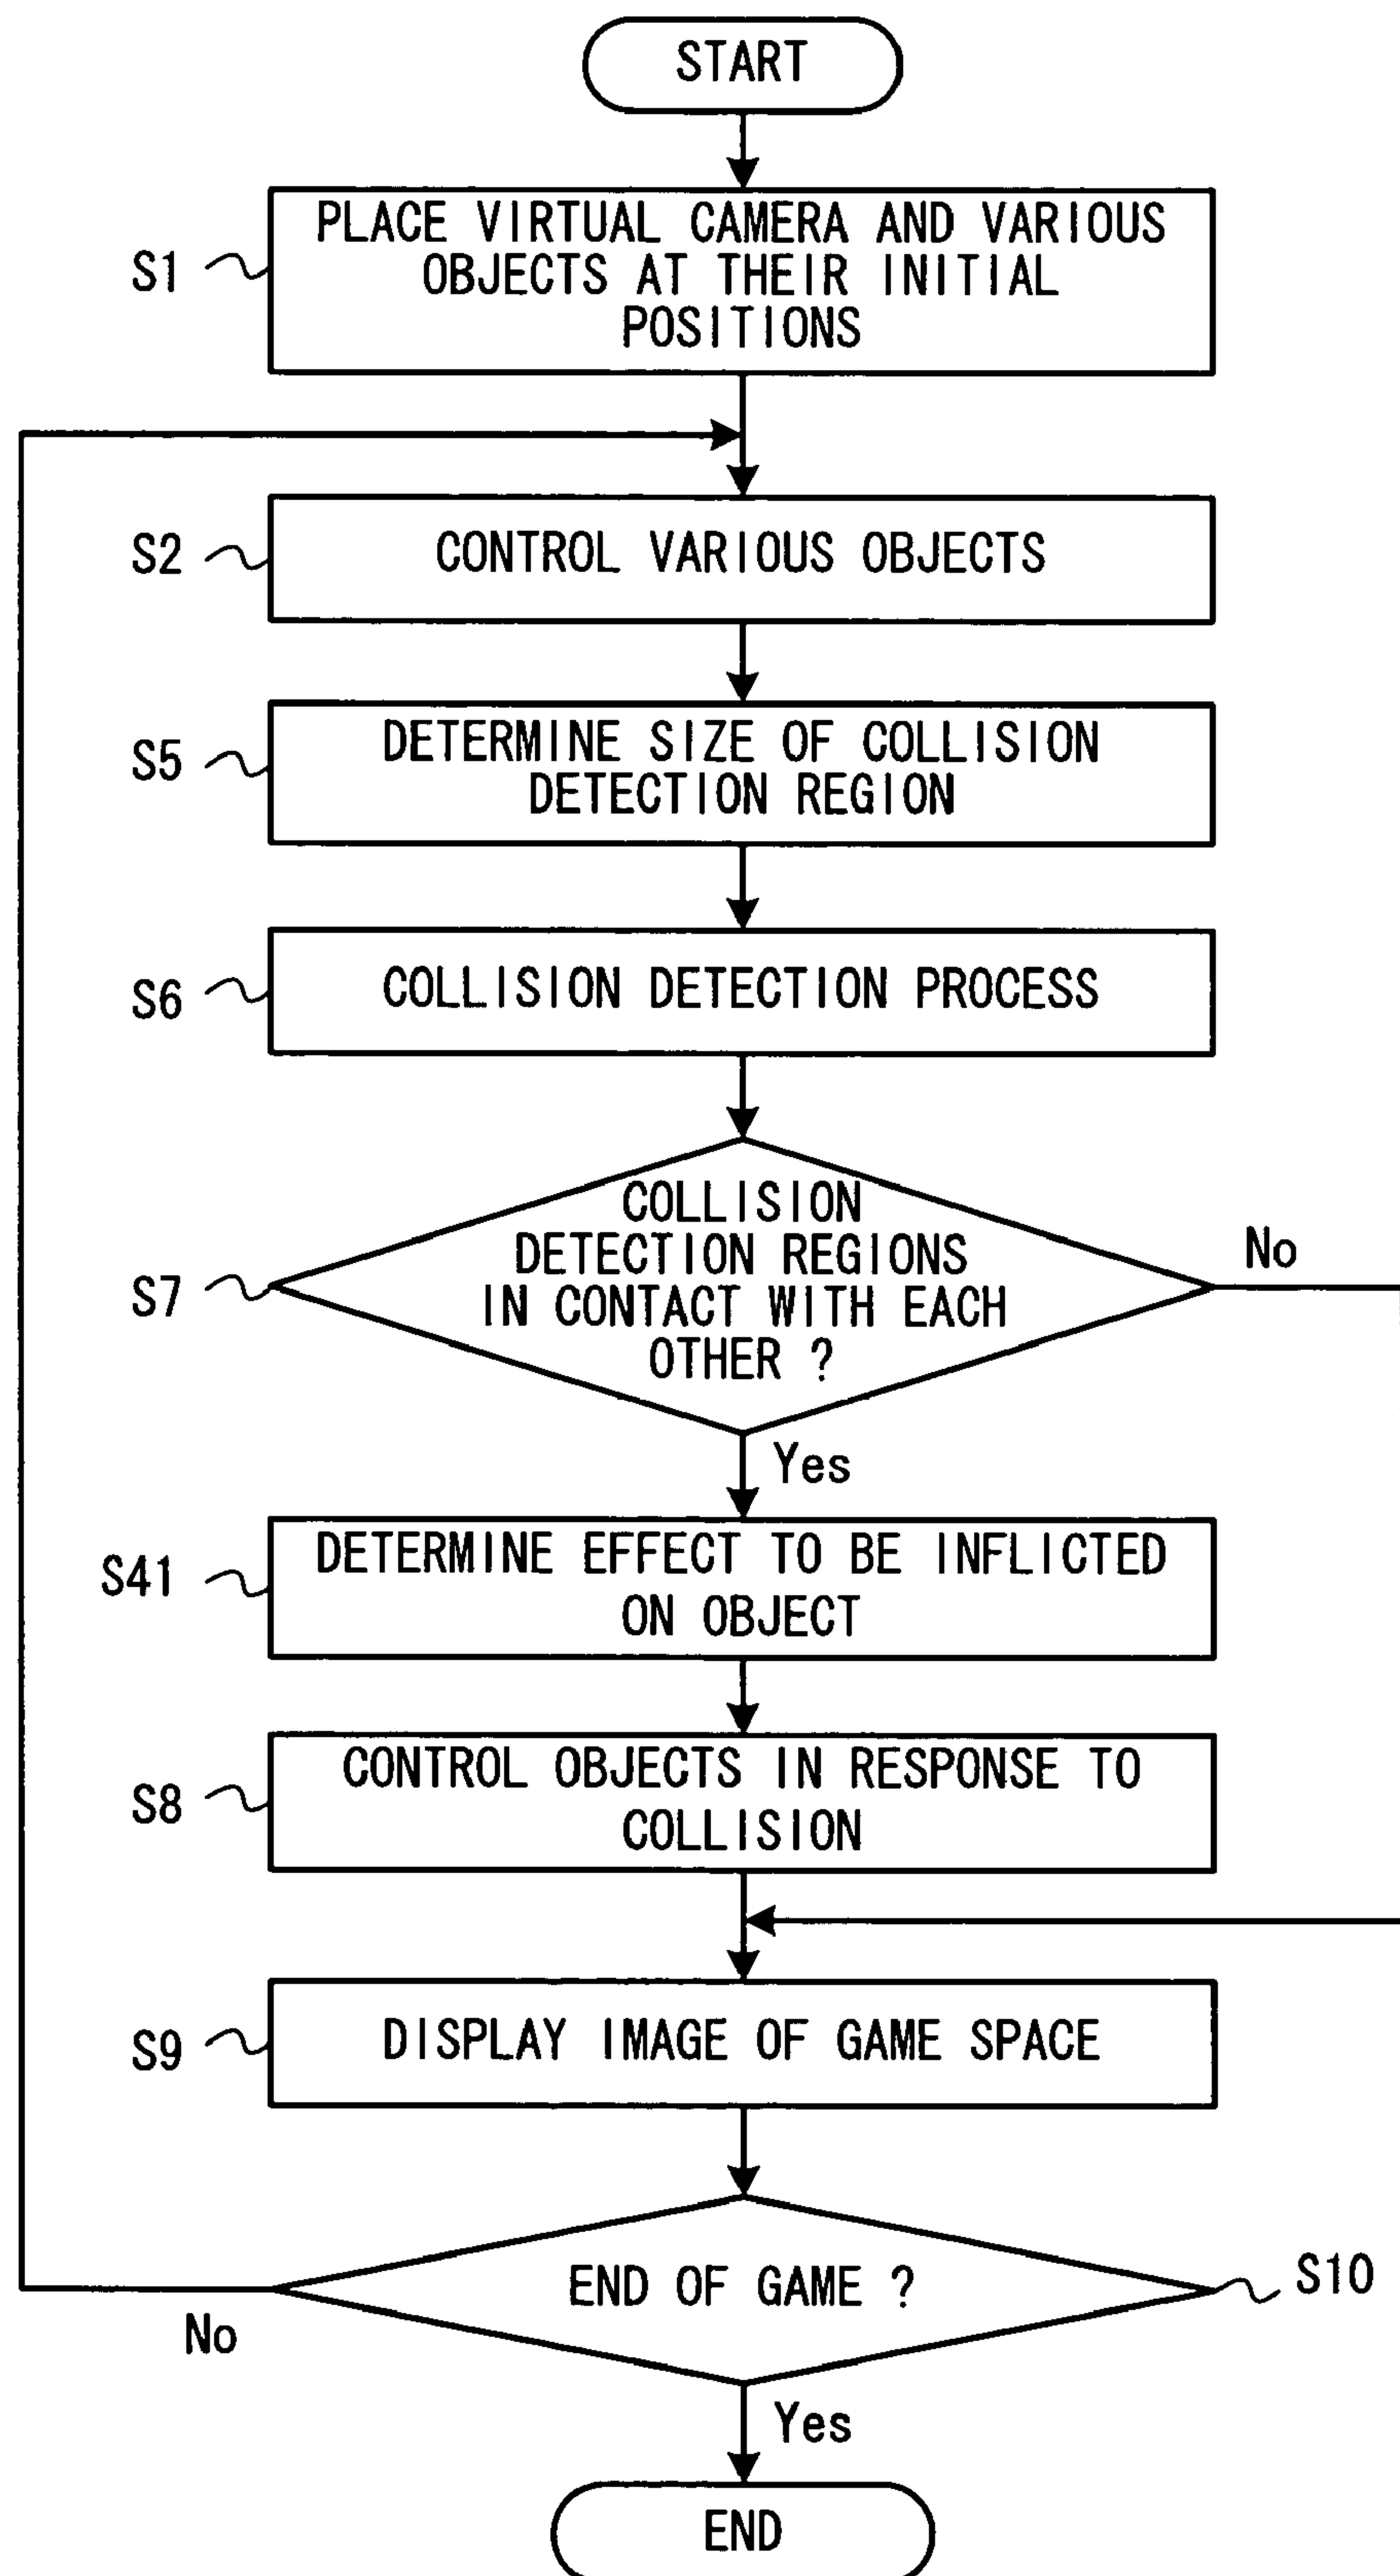 START
PLACE VIRTUAL CAMERA AND VARIOUS
OBJECTS AT THEIR INITIAL
POSITIONS
S1
CONTROL VARIOUS OBJECTS
S2
DETERMINE SIZE OF COLLISION
DETECTION REGION
S5
COLLISION DETECTION PROCESS
S6
COLLISION
DETECTION REGIONS
IN CONTACT WITH EACH
OTHER ?
S7
No
Yes
DETERMINE EFFECT TO BE INFLICTED
ON OBJECT
S41
CONTROL OBJECTS IN RESPONSE TO
COLLISION
S8
DISPLAY IMAGE OF GAME SPACE
S9
END OF GAME ?
S10
No
Yes
END